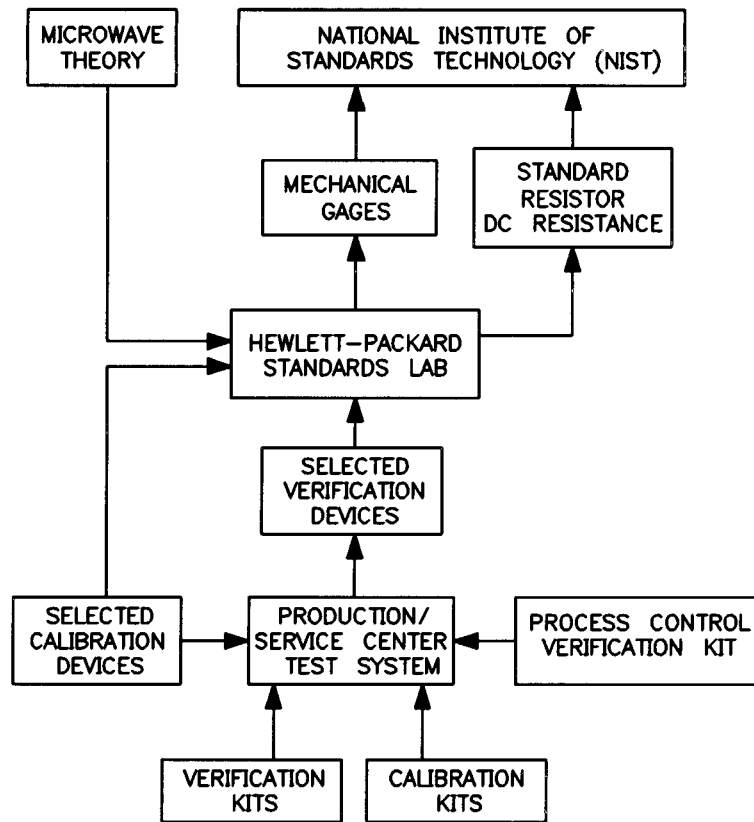 MICROWAVE
THEORY
NATIONAL INSTITUTE OF
STANDARDS TECHNOLOGY (NIST)
MECHANICAL
GAGES
STANDARD
RESISTOR
DC RESISTANCE
HEWLETT-PACKARD
STANDARDS LAB
SELECTED
VERIFICATION
DEVICES
SELECTED
CALIBRATION
DEVICES
PRODUCTION/
SERVICE CENTER
TEST SYSTEM
PROCESS CONTROL
VERIFICATION KIT
VERIFICATION
KITS
CALIBRATION
KITS